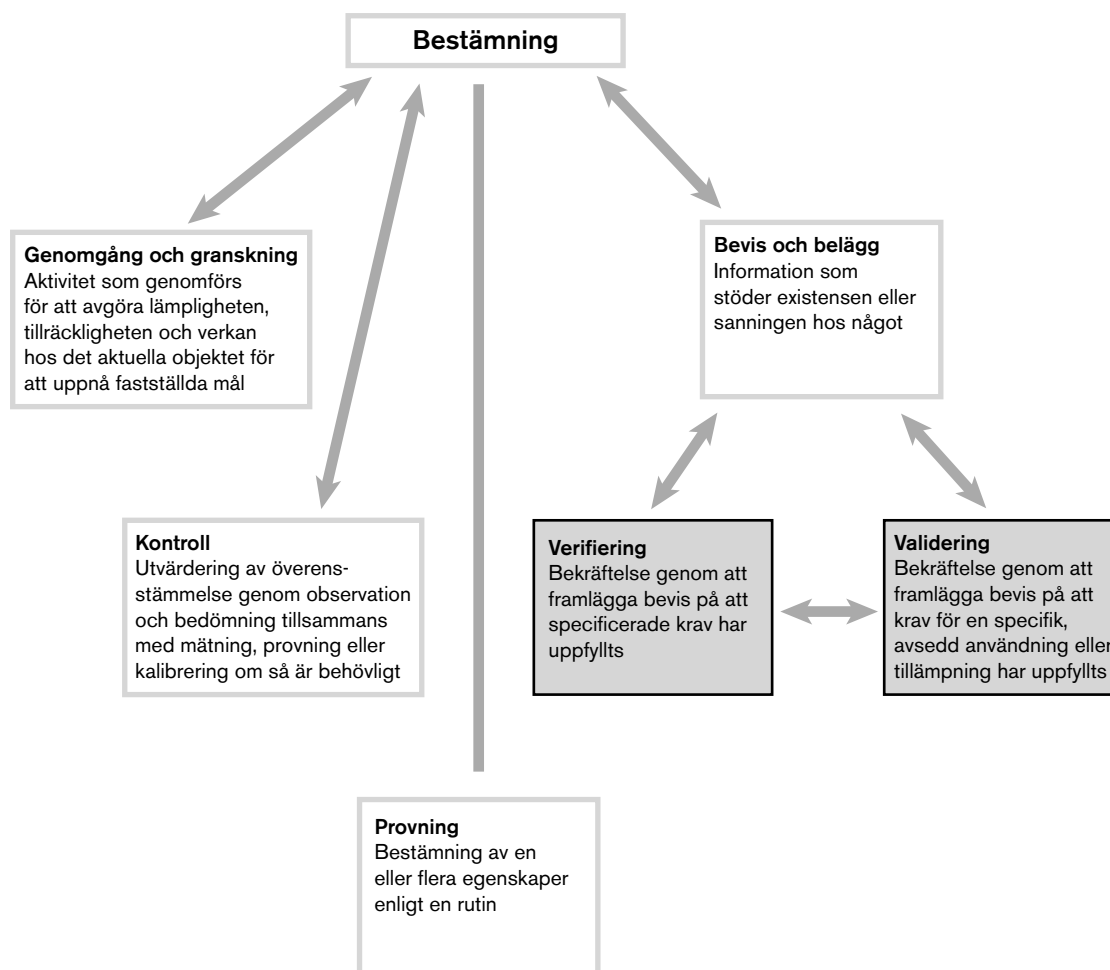 Bestämning
Genomgång och granskning
Aktivitet som genomförs
för att avgöra lämpligheten,
tillräckligheten och verkan
hos det aktuella objektet för
att uppnå fastställda mål
Bevis och belägg
Information som
stöder existensen eller
sanningen hos något
Kontroll
Utvärdering av överens-
stämmelse genom observation
och bedömning tillsammans
med mätning, provning eller
kalibrering om så är behövligt
Verifiering
Bekräftelse genom att
framlägga bevis på att
specificerade krav har
uppfyllts
Validering
Bekräftelse genom att
framlägga bevis på att
krav för en specifik,
avsedd användning eller
tillämpning har uppfyllts
Provning
Bestämning av en
eller flera egenskaper
enligt en rutin